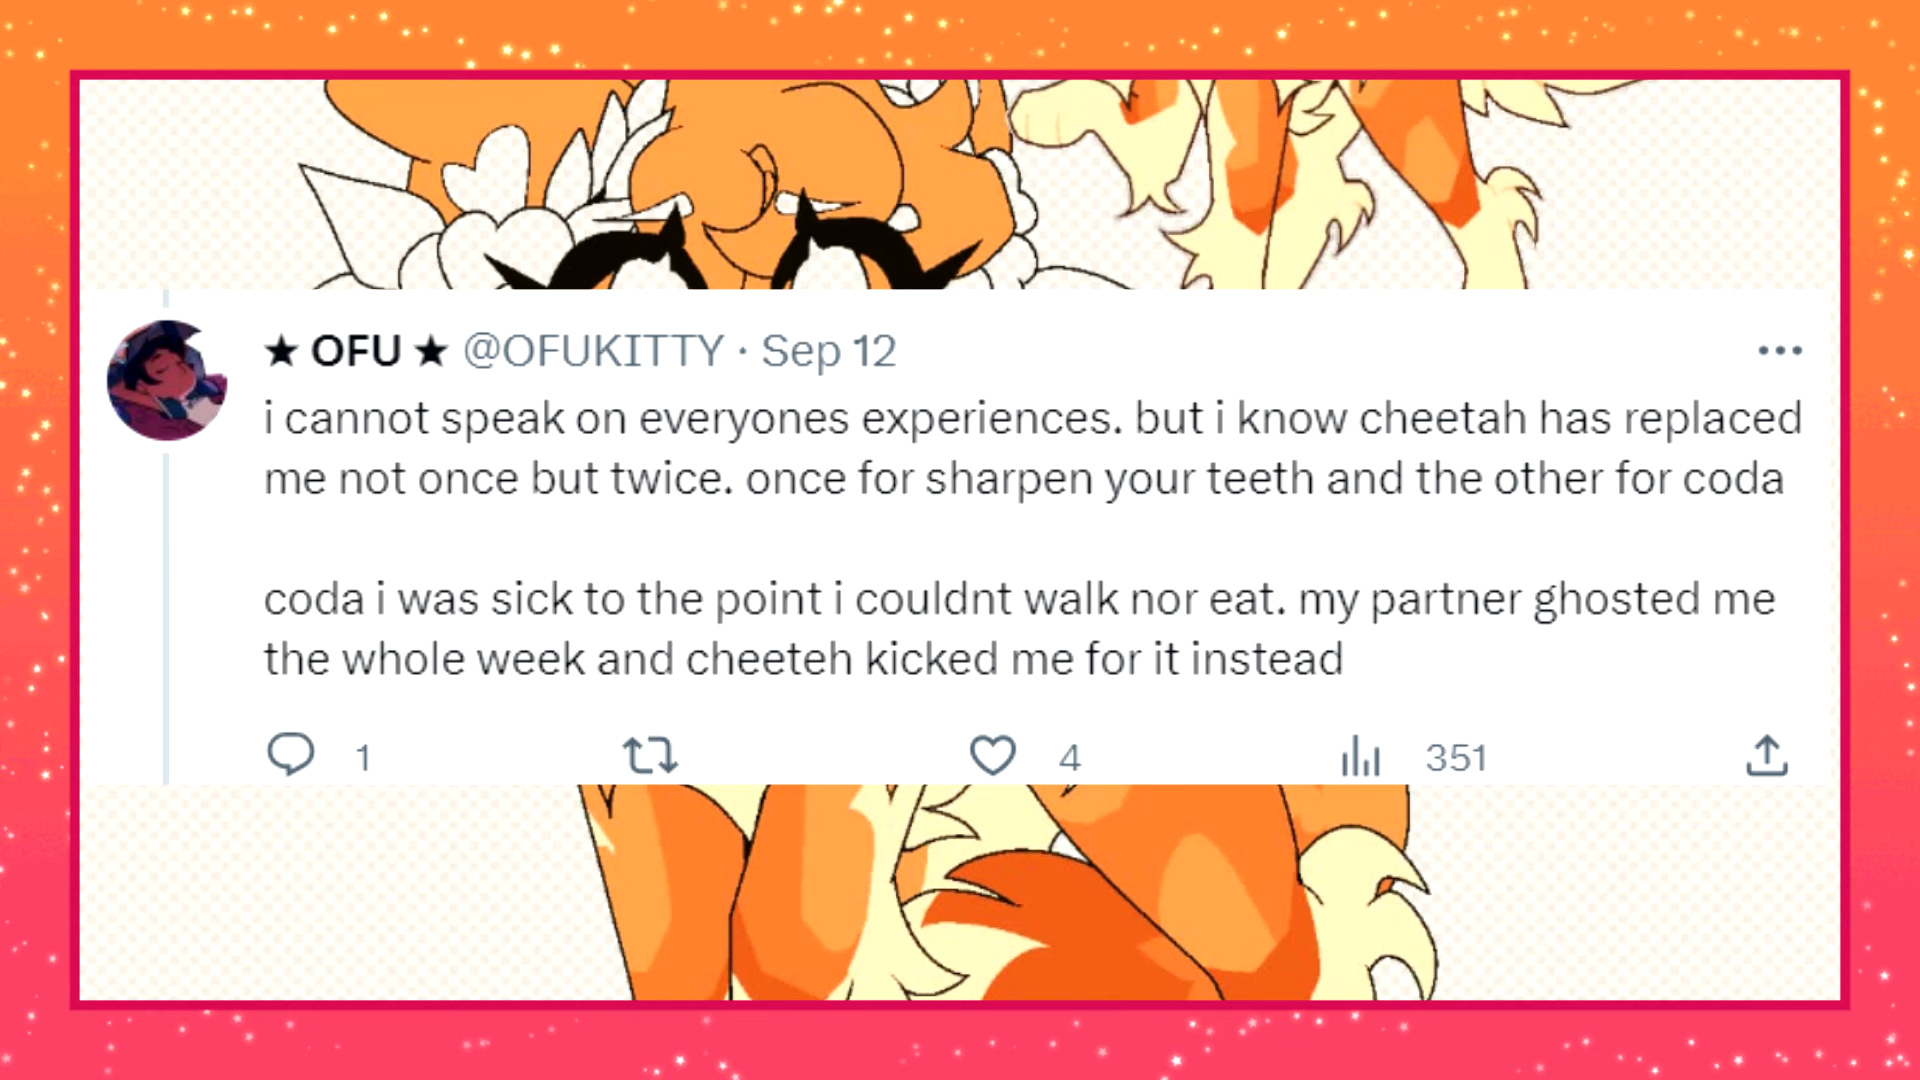 ★ OFU ★ @OFUKITTY · Sep 12
i cannot speak on everyones experiences. but i know cheetah has replaced
me not once but twice. once for sharpen your teeth and the other for coda
coda i was sick to the point i couldnt walk nor eat. my partner ghosted me
the whole week and cheeteh kicked me for it instead
1 4 351